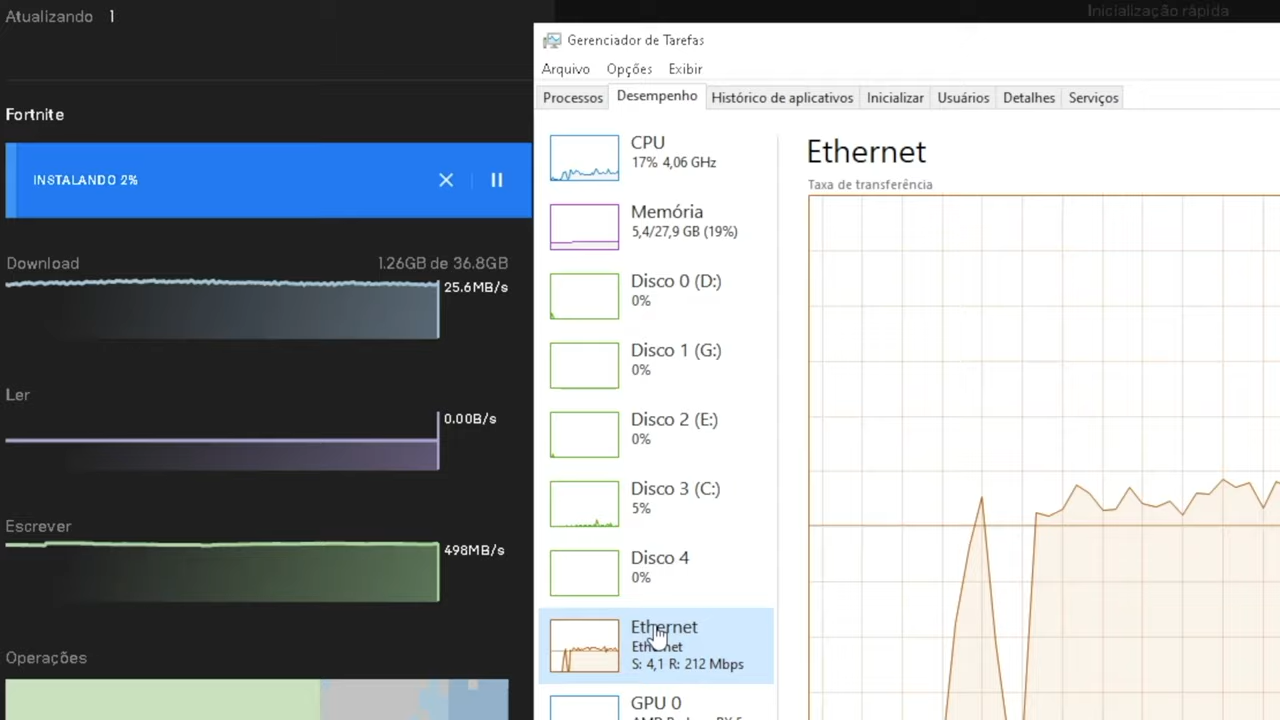 Atualizando 1
Inicialização rápida
Fortnite
INSTALANDO 2%
Download 1.26GB de 36.8GB
25.6MB/s
Ler
0.00B/s
Escrever
498MB/s
Operações
Gerenciador de Tarefas
Arquivo Opções Exibir
Processos Desempenho Histórico de aplicativos Inicializar Usuários Detalhes Serviços
CPU
17% 4,06 GHz
Memória
5,4/27,9 GB (19%)
Disco 0 (D:)
0%
Disco 1 (G:)
0%
Disco 2 (E:)
0%
Disco 3 (C:)
5%
Disco 4
0%
Ethernet
Ethernet
S: 4,1 R: 212 Mbps
GPU 0
Ethernet
Taxa de transferência